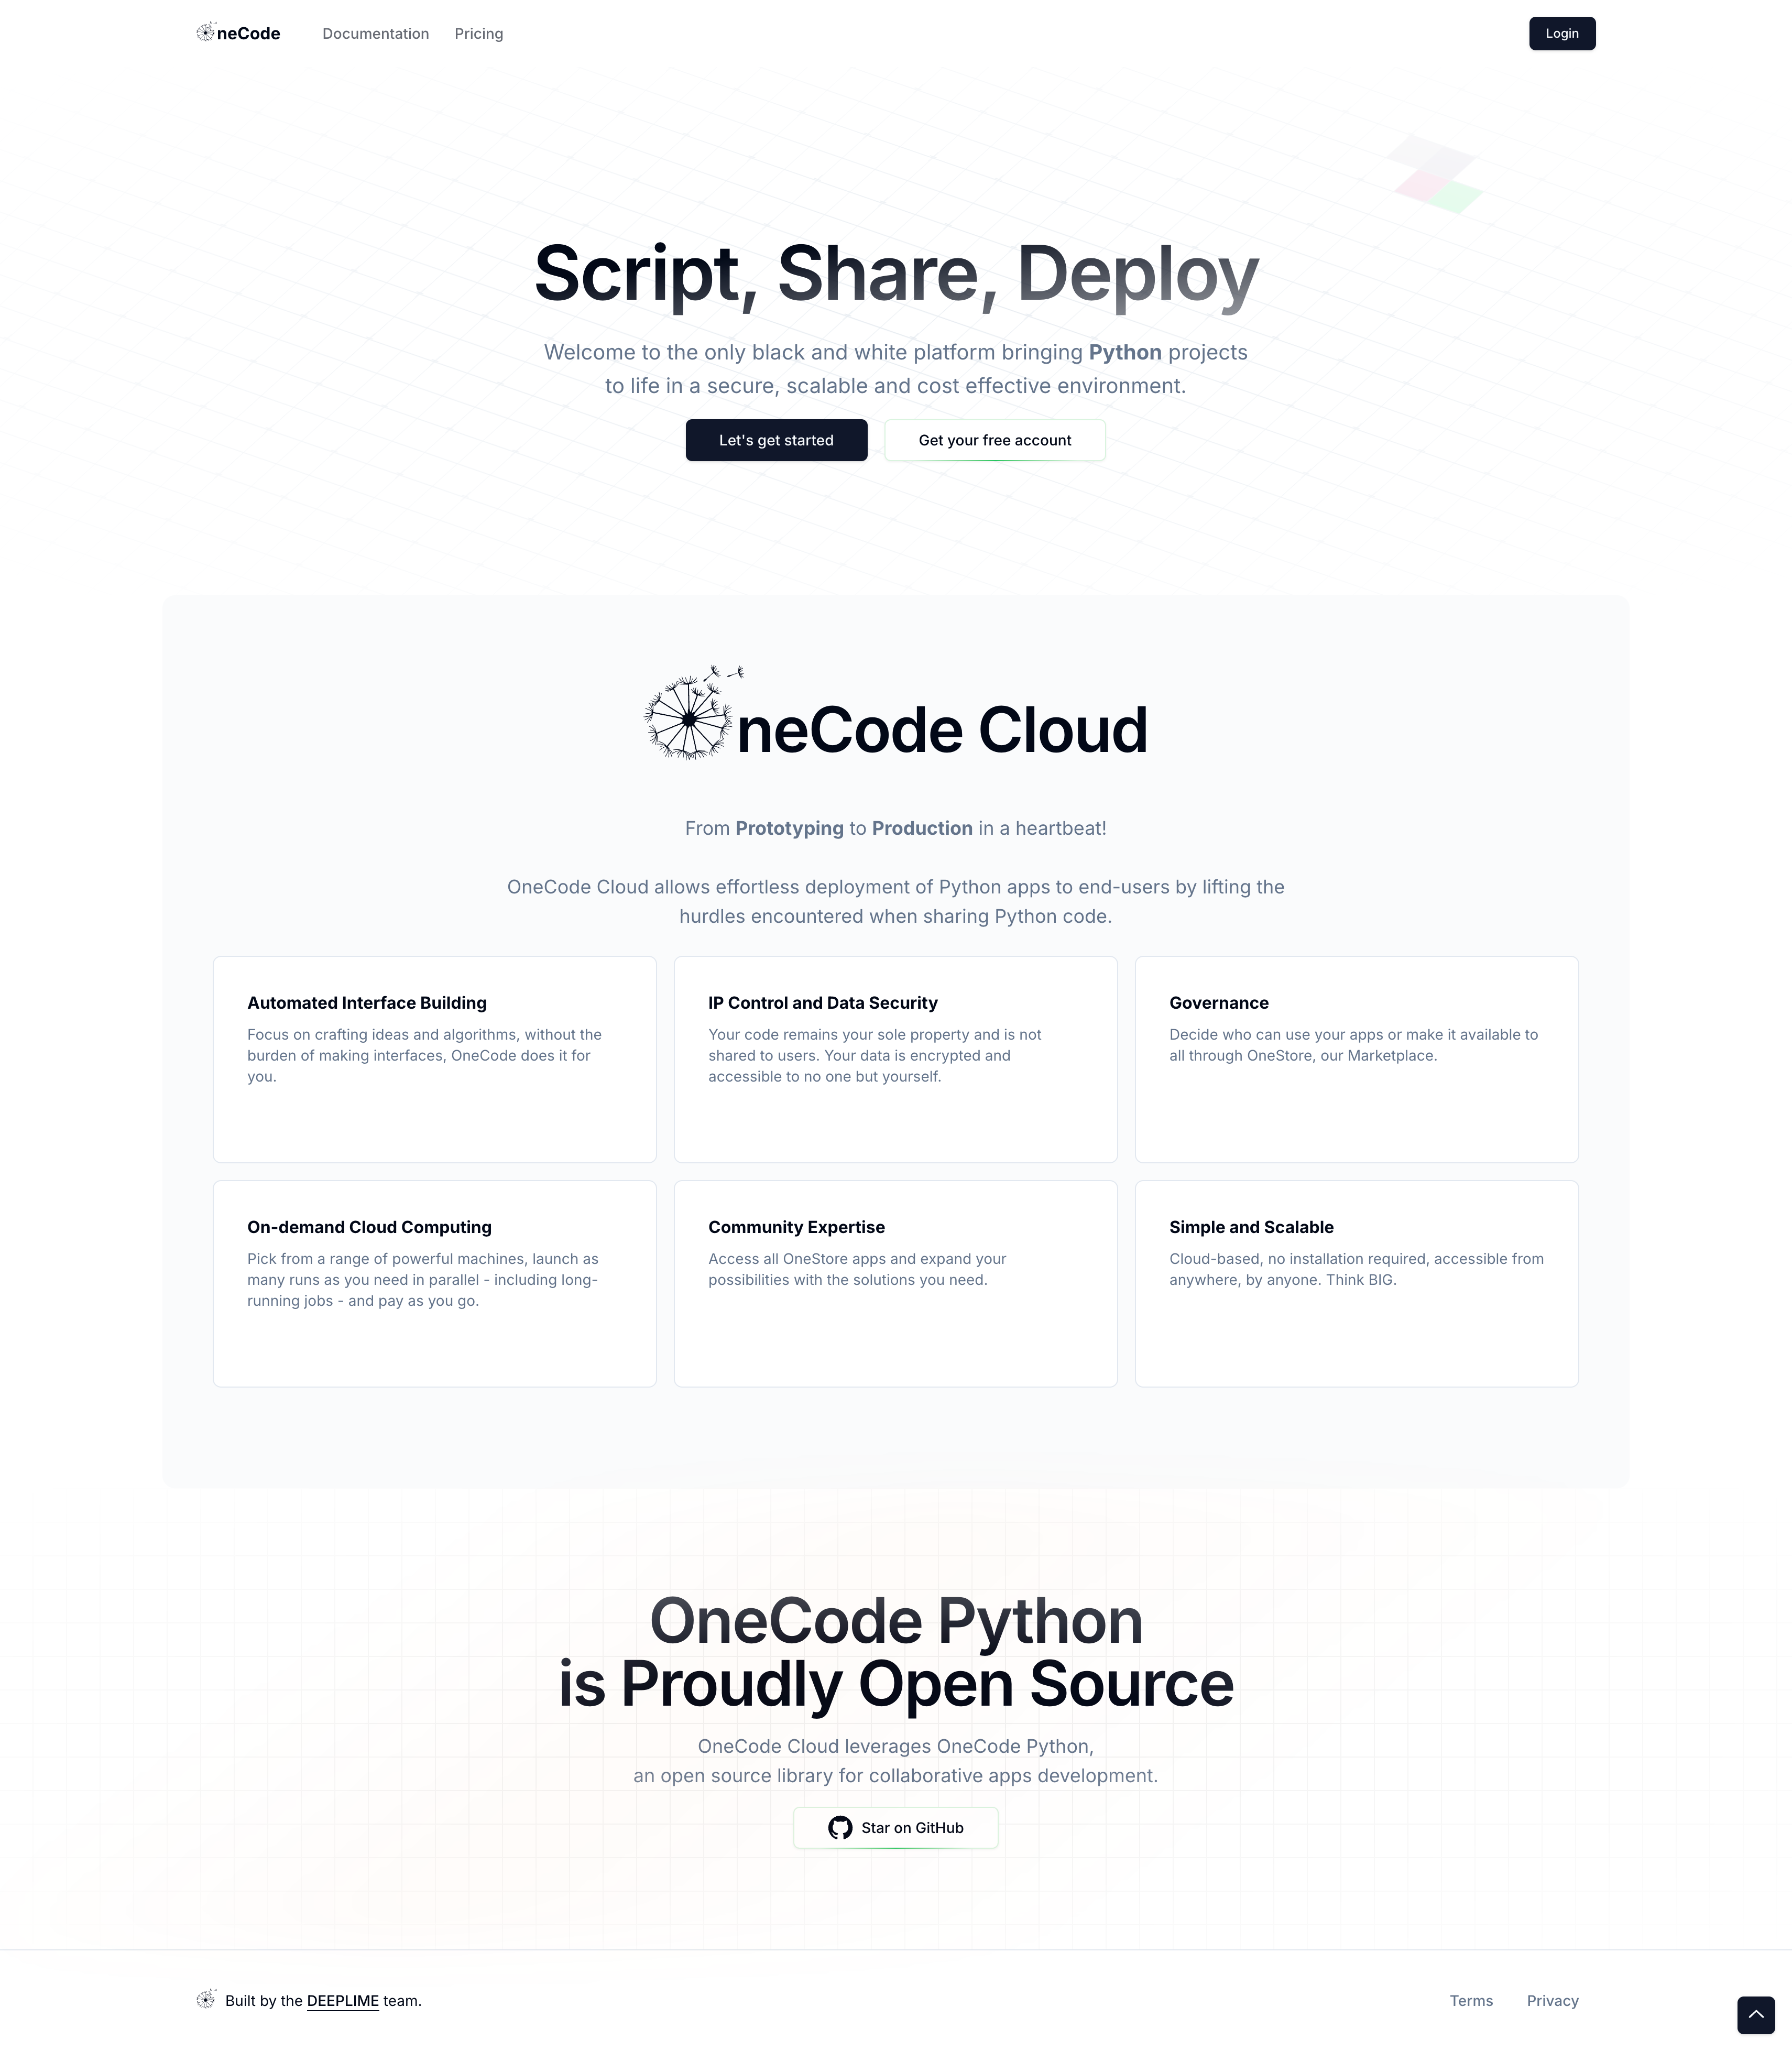 neCode
Documentation
Pricing
Login
Script, Share, Deploy
Welcome to the only black and white platform bringing Python projects
to life in a secure, scalable and cost effective environment.
Let's get started
Get your free account
neCode Cloud
From Prototyping to Production in a heartbeat!
OneCode Cloud allows effortless deployment of Python apps to end-users by lifting the
hurdles encountered when sharing Python code.
Automated Interface Building
Focus on crafting ideas and algorithms, without the
burden of making interfaces, OneCode does it for
you.
IP Control and Data Security
Your code remains your sole property and is not
shared to users. Your data is encrypted and
accessible to no one but yourself.
Governance
Decide who can use your apps or make it available to
all through OneStore, our Marketplace.
On-demand Cloud Computing
Pick from a range of powerful machines, launch as
many runs as you need in parallel - including long-
running jobs - and pay as you go.
Community Expertise
Access all OneStore apps and expand your
possibilities with the solutions you need.
Simple and Scalable
Cloud-based, no installation required, accessible from
anywhere, by anyone. Think BIG.
OneCode Python
is Proudly Open Source
OneCode Cloud leverages OneCode Python,
an open source library for collaborative apps development.
Star on GitHub
Built by the DEEPLIME team.
Terms
Privacy